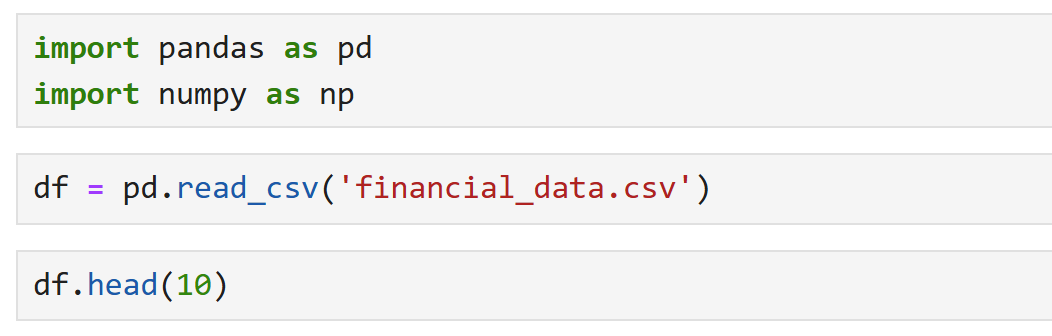 import pandas as pd
import numpy as np
df = pd.read_csv('financial_data.csv')
df.head(10)